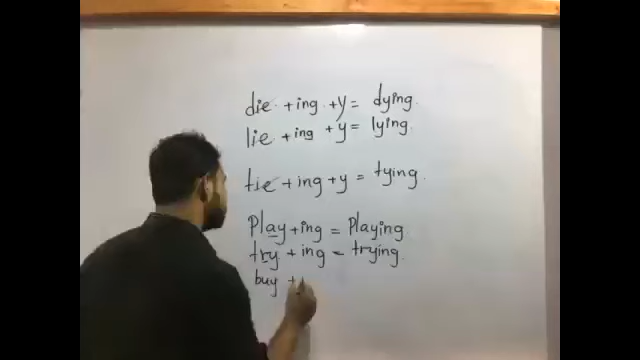 die + ing + y = dying.
lie + ing + y = lying.
tie + ing + y = tying.
Play + ing = Playing
try + ing = trying.
buy +